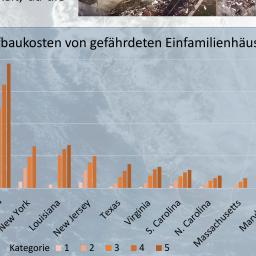 baukosten von gefährdeten Einfamilienhäus
New York
Louisiana
New Jersey
Texas
Virginia
S. Carolina
N. Carolina
Massachusetts
Kategorie 1 2 3 4 5